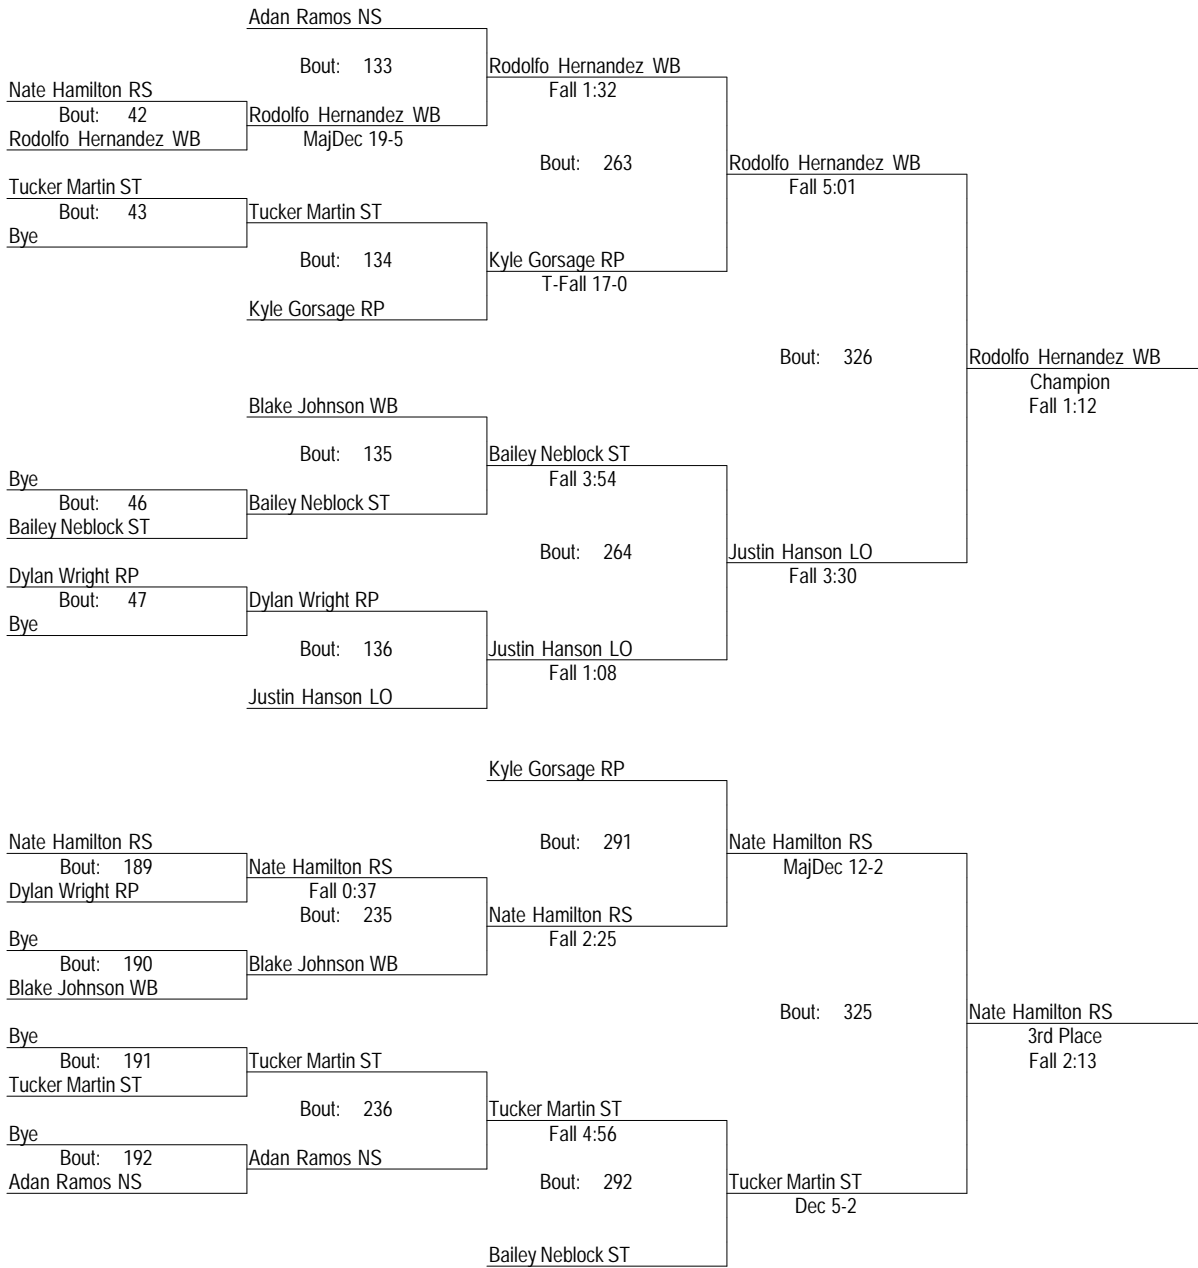 Adan Ramos NS
Bout: 133
Rodolfo Hernandez WB
Fall 1:32
Nate Hamilton RS
Bout: 42
Rodolfo Hernandez WB
Rodolfo Hernandez WB
MajDec 19-5
Bout: 263
Rodolfo Hernandez WB
Fall 5:01
Tucker Martin ST
Bout: 43
Bye
Tucker Martin ST
Bout: 134
Kyle Gorsage RP
T-Fall 17-0
Kyle Gorsage RP
Bout: 326
Rodolfo Hernandez WB
Champion
Fall 1:12
Blake Johnson WB
Bout: 135
Bailey Neblock ST
Fall 3:54
Bye
Bout: 46
Bailey Neblock ST
Bailey Neblock ST
Bout: 264
Justin Hanson LO
Fall 3:30
Dylan Wright RP
Bout: 47
Bye
Dylan Wright RP
Bout: 136
Justin Hanson LO
Fall 1:08
Justin Hanson LO
Kyle Gorsage RP
Bout: 291
Nate Hamilton RS
MajDec 12-2
Nate Hamilton RS
Bout: 189
Dylan Wright RP
Nate Hamilton RS
Fall 0:37
Bout: 235
Nate Hamilton RS
Fall 2:25
Bye
Bout: 190
Blake Johnson WB
Blake Johnson WB
Bout: 325
Nate Hamilton RS
3rd Place
Fall 2:13
Bye
Bout: 191
Tucker Martin ST
Tucker Martin ST
Bout: 236
Tucker Martin ST
Fall 4:56
Bye
Bout: 192
Adan Ramos NS
Adan Ramos NS
Bout: 292
Tucker Martin ST
Dec 5-2
Bailey Neblock ST